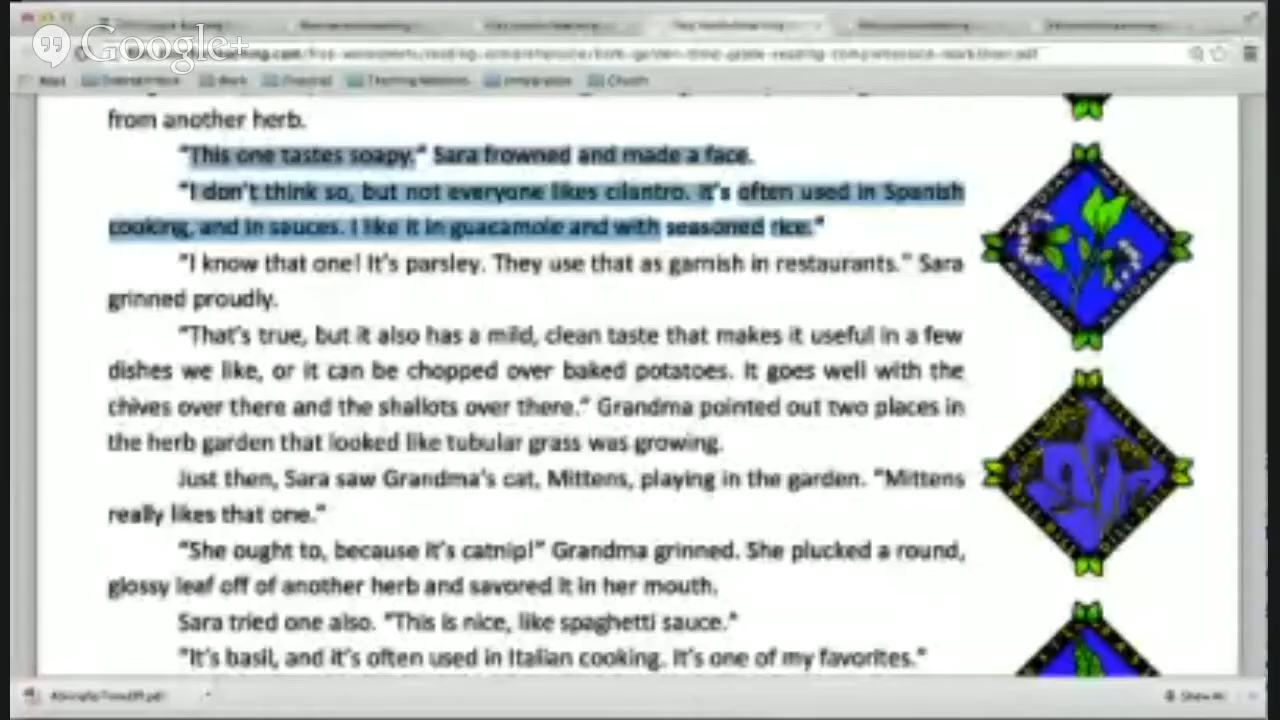 Google+
from another herb.
"This one tastes soapy." Sara frowned and made a face.
"I don't think so, but not everyone likes cilantro. It's often used in Spanish
cooking, and in sauces. I like it in guacamole and with seasoned rice."
"I know that one! It's parsley. They use that as garnish in restaurants." Sara
grinned proudly.
"That's true, but it also has a mild, clean taste that makes it useful in a few
dishes we like, or it can be chopped over baked potatoes. It goes well with the
chives over there and the shallots over there." Grandma pointed out two places in
the herb garden that looked like tubular grass was growing.
Just then, Sara saw Grandma's cat, Mittens, playing in the garden. "Mittens
really likes that one."
"She ought to, because it's catnip!" Grandma grinned. She plucked a round,
glossy leaf off of another herb and savored it in her mouth.
Sara tried one also. "This is nice, like spaghetti sauce."
"It's basil, and it's often used in Italian cooking. It's one of my favorites."
MARJORAM
DILL
Show All